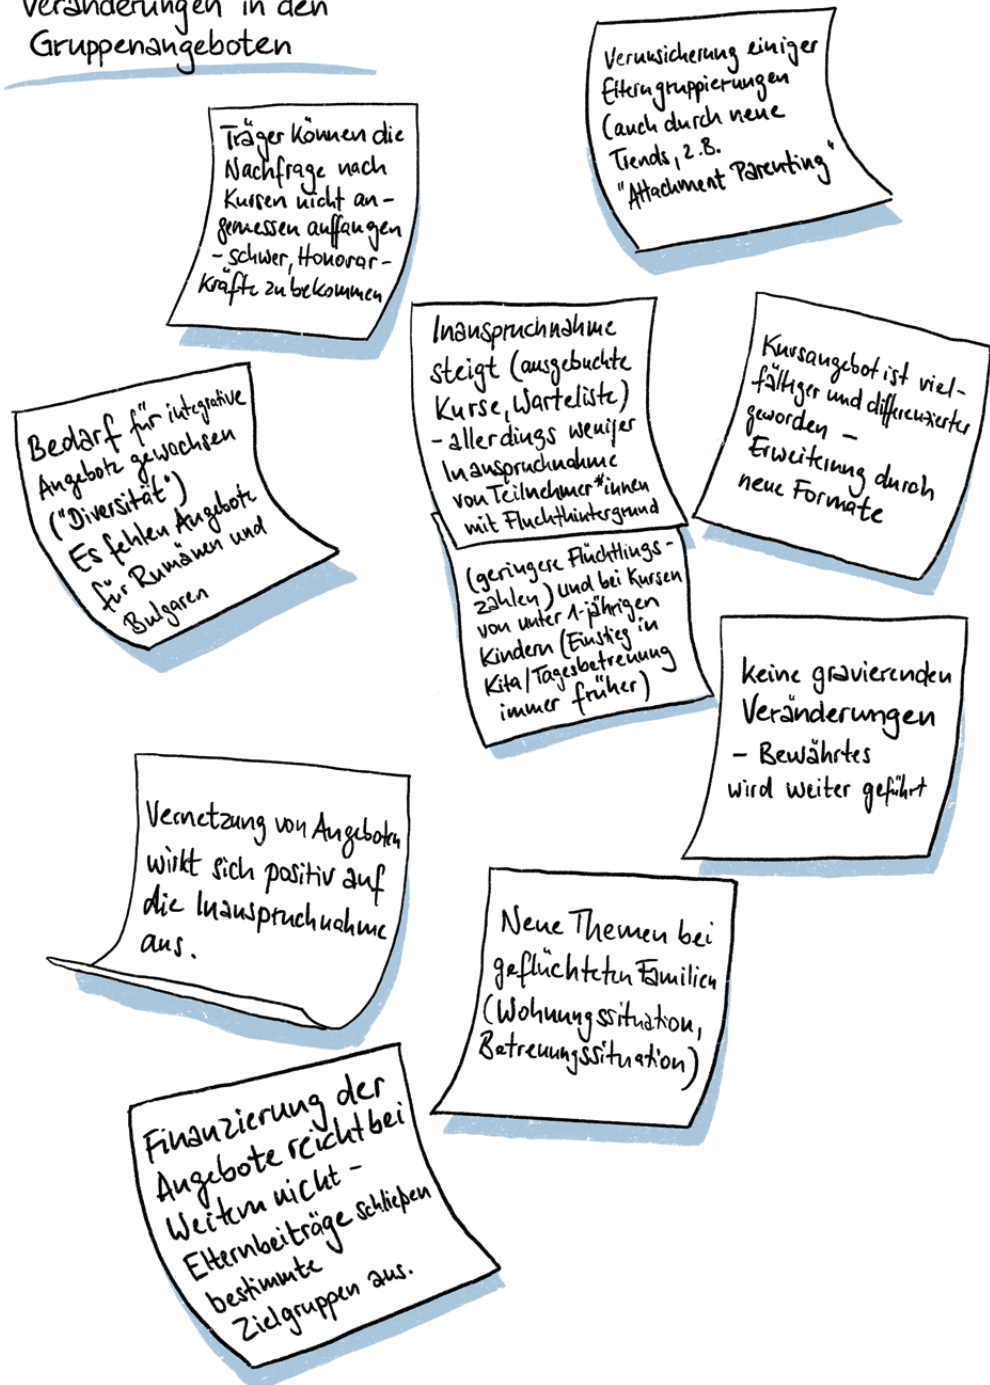 Veränderungen in den
Gruppenangeboten
Verunsicherung einiger
Elterngruppierungen
(auch durch neue
Trends, z.B.
"Attachment Parenting"
Träger können die
Nachfrage nach
Kursen nicht an-
gemessen auffangen
- schwer, Honorar-
kräfte zu bekommen
Inanspruchnahme
steigt (ausgebuchte
Kurse, Warteliste)
- allerdings weniger
Inanspruchnahme
von Teilnehmer*innen
mit Fluchthintergrund
(geringere Flüchtlings-
zahlen) und bei Kursen
von unter 1-jährigen
Kindern (Einstieg in
Kita/Tagesbetreuung
immer früher)
Kursangebot ist viel-
fältiger und differenzierter
geworden -
Erweiterung durch
neue Formate
Bedarf für integrative
Angebote gewachsen
("Diversität")
Es fehlen Angebote
für Rumänen und
Bulgaren
keine gravierenden
Veränderungen
- Bewährtes
wird weiter geführt
Vernetzung von Angeboten
wirkt sich positiv auf
die Inanspruchnahme
aus.
Neue Themen bei
geflüchteten Familien
(Wohnungssituation,
Betreuungssituation)
Finanzierung der
Angebote reicht bei
Weitem nicht -
Elternbeiträge schließen
bestimmte
Zielgruppen aus.